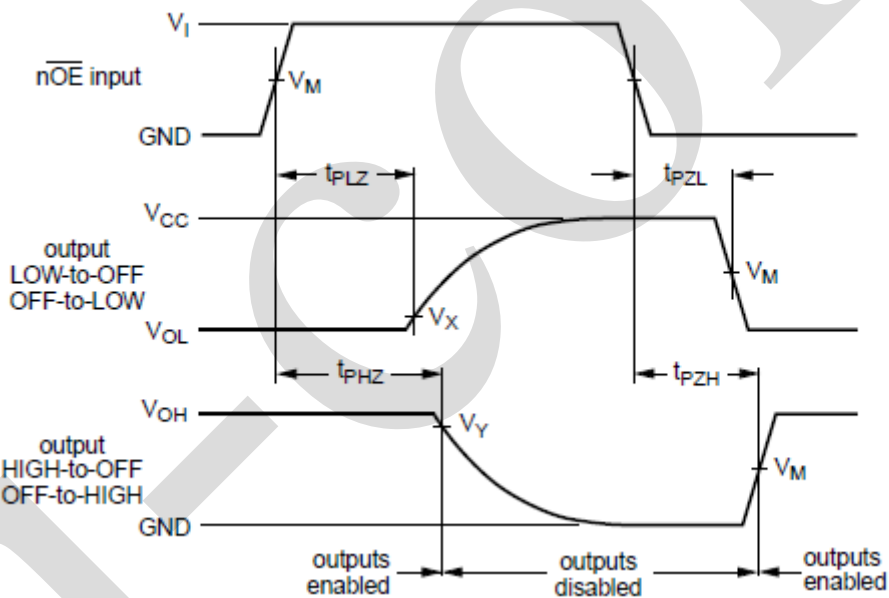 V_I
nO̅E̅ input
V_M
GND
t_PLZ
t_PZL
V_CC
output
LOW-to-OFF
OFF-to-LOW
V_M
V_X
V_OL
t_PHZ
t_PZH
V_OH
V_Y
output
HIGH-to-OFF
OFF-to-HIGH
V_M
GND
outputs
enabled
outputs
disabled
outputs
enabled